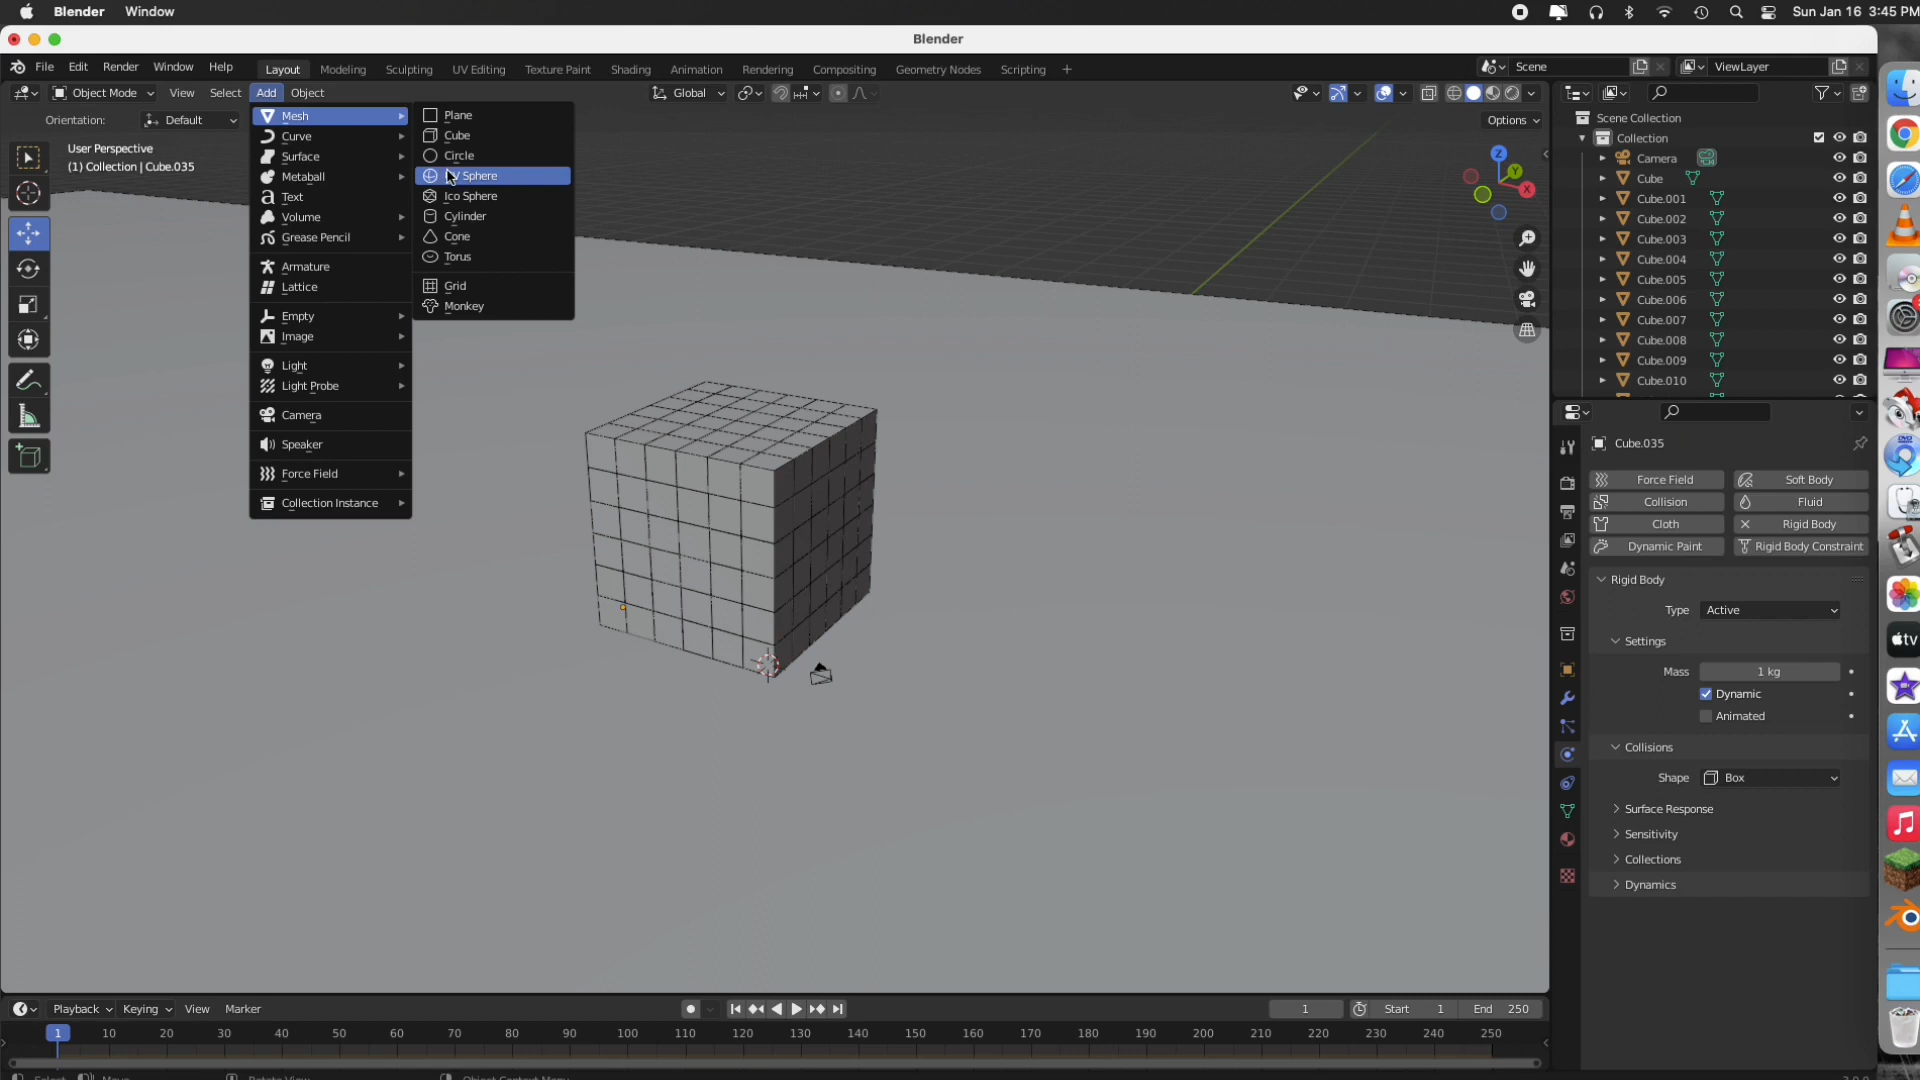 Blender Window Sun Jan 16 3:45 PM
Blender
File Edit Render Window Help Layout Modeling Sculpting UV Editing Texture Paint Shading Animation Rendering Compositing Geometry Nodes Scripting + Scene ViewLayer
Object Mode View Select Add Object Global
Orientation: Default Options
User Perspective
(1) Collection | Cube.035
Mesh
Curve
Surface
Metaball
Text
Volume
Grease Pencil
Armature
Lattice
Empty
Image
Light
Light Probe
Camera
Speaker
Force Field
Collection Instance
Plane
Cube
Circle
Sphere
Ico Sphere
Cylinder
Cone
Torus
Grid
Monkey
Z
Y
X
Scene Collection
Collection
Camera
Cube
Cube.001
Cube.002
Cube.003
Cube.004
Cube.005
Cube.006
Cube.007
Cube.008
Cube.009
Cube.010
Cube.035
Force Field Soft Body
Collision Fluid
Cloth Rigid Body
Dynamic Paint Rigid Body Constraint
Rigid Body
Type Active
Settings
Mass 1 kg
Dynamic
Animated
Collisions
Shape Box
Surface Response
Sensitivity
Collections
Dynamics
tv
Playback Keying View Marker 1 Start 1 End 250
1 10 20 30 40 50 60 70 80 90 100 110 120 130 140 150 160 170 180 190 200 210 220 230 240 250